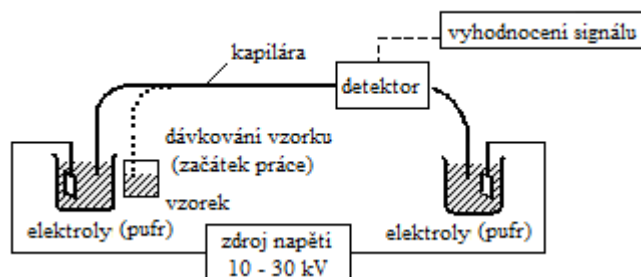 vyhodnocení signálu
kapilára
detektor
dávkování vzorku
(začátek práce)
vzorek
elektroly (pufr)
elektroly (pufr)
zdroj napětí
10 - 30 kV